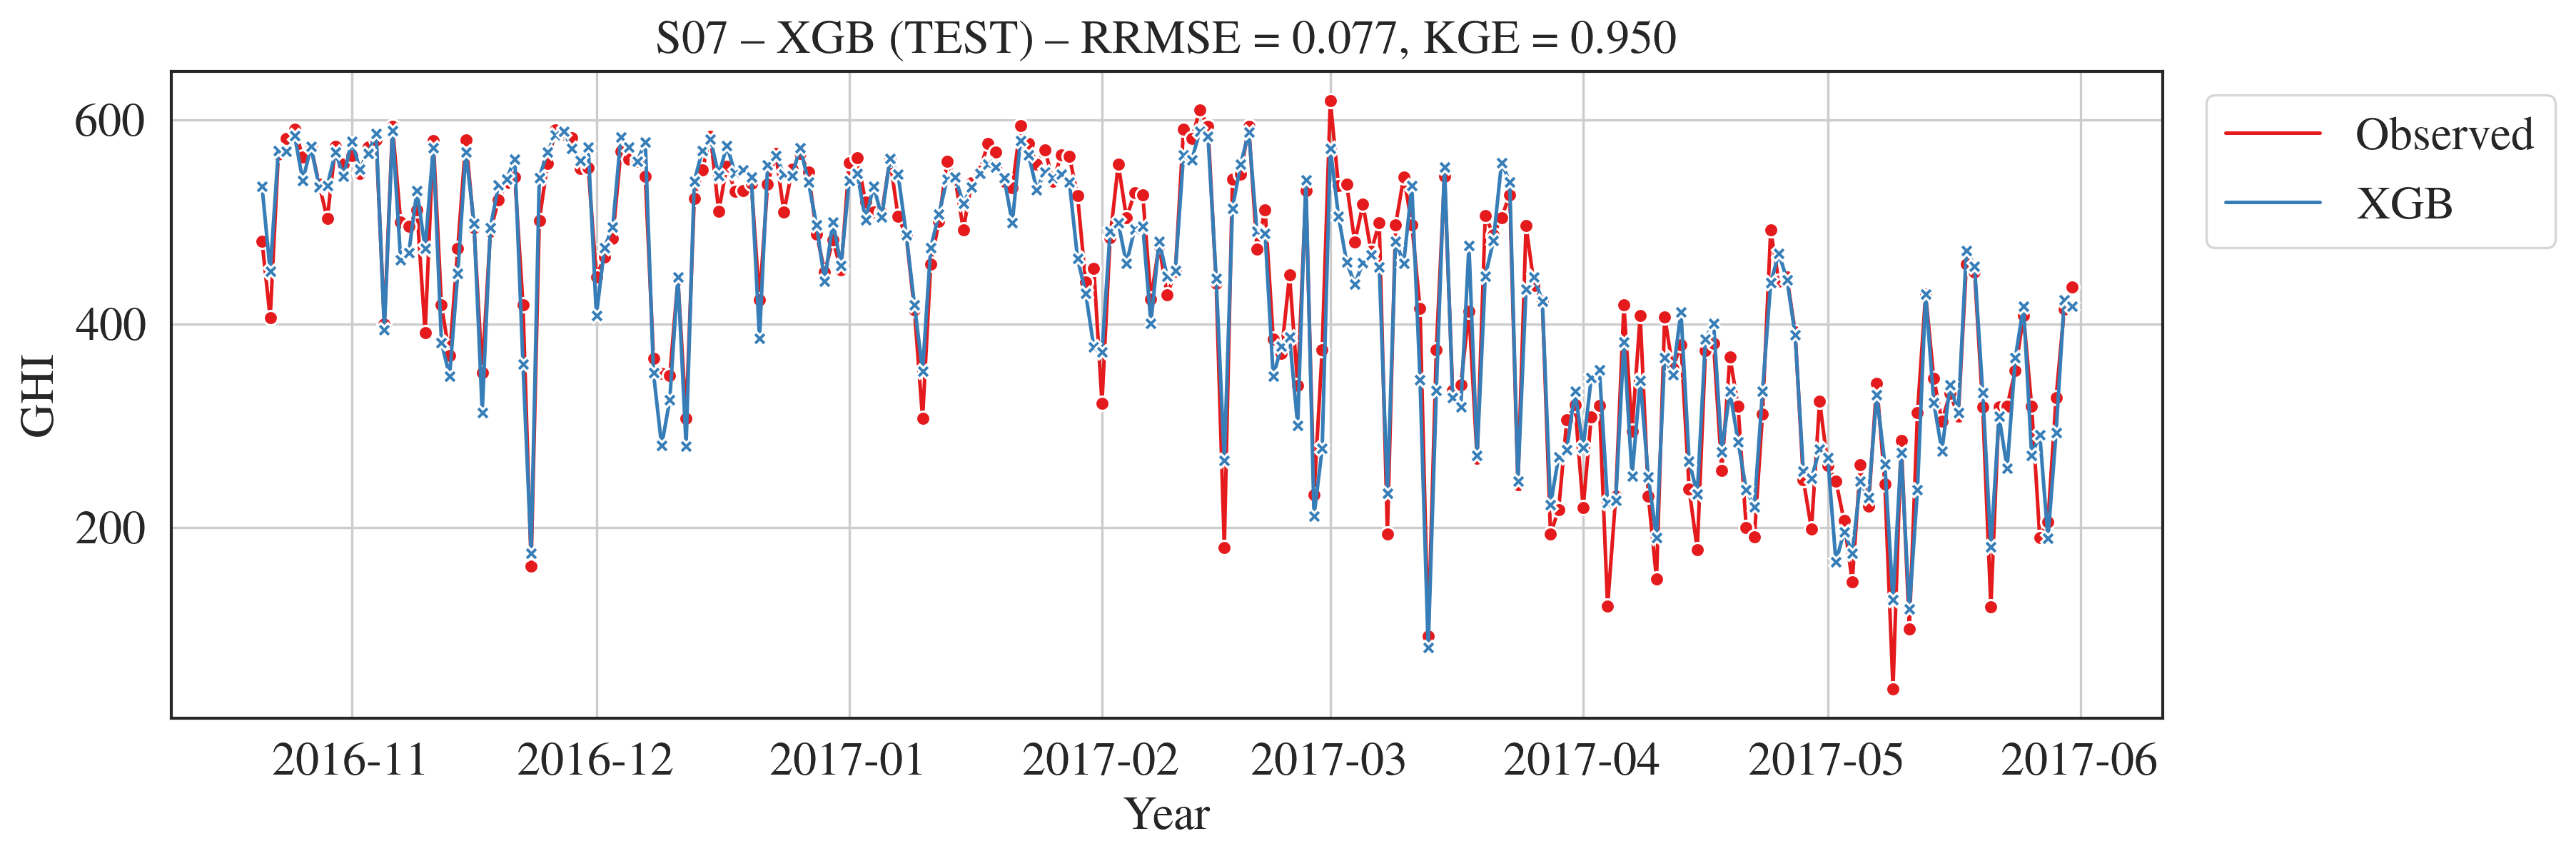 S07 – XGB (TEST) – RRMSE = 0.077, KGE = 0.950
Observed
XGB
600
400
200
GHI
2016-11 2016-12 2017-01 2017-02 2017-03 2017-04 2017-05 2017-06
Year